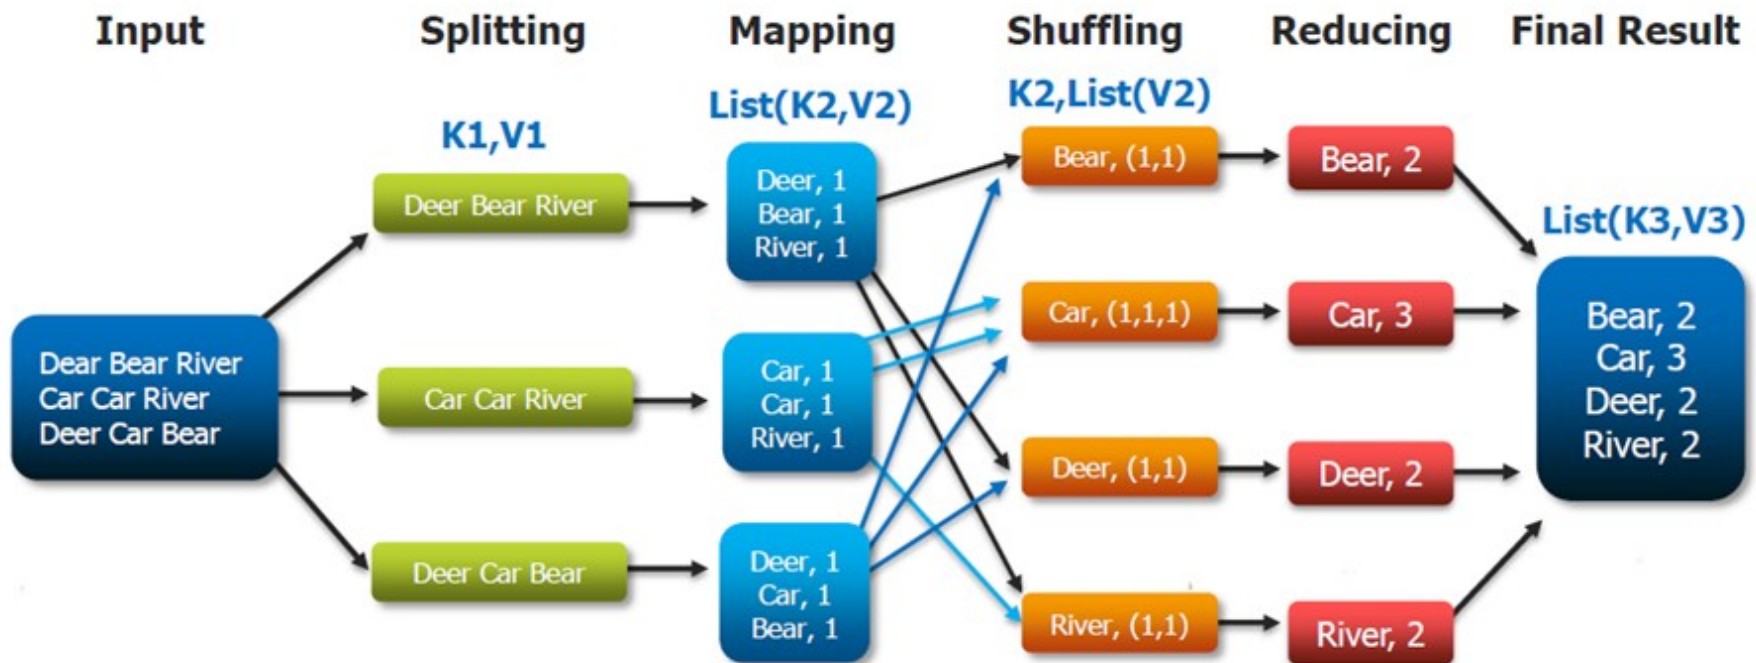 Input
Splitting
Mapping
Shuffling
Reducing
Final Result
K1,V1
List(K2,V2)
K2,List(V2)
List(K3,V3)
Dear Bear River
Car Car River
Deer Car Bear
Deer Bear River
Car Car River
Deer Car Bear
Deer, 1
Bear, 1
River, 1
Car, 1
Car, 1
River, 1
Deer, 1
Car, 1
Bear, 1
Bear, (1,1)
Car, (1,1,1)
Deer, (1,1)
River, (1,1)
Bear, 2
Car, 3
Deer, 2
River, 2
Bear, 2
Car, 3
Deer, 2
River, 2